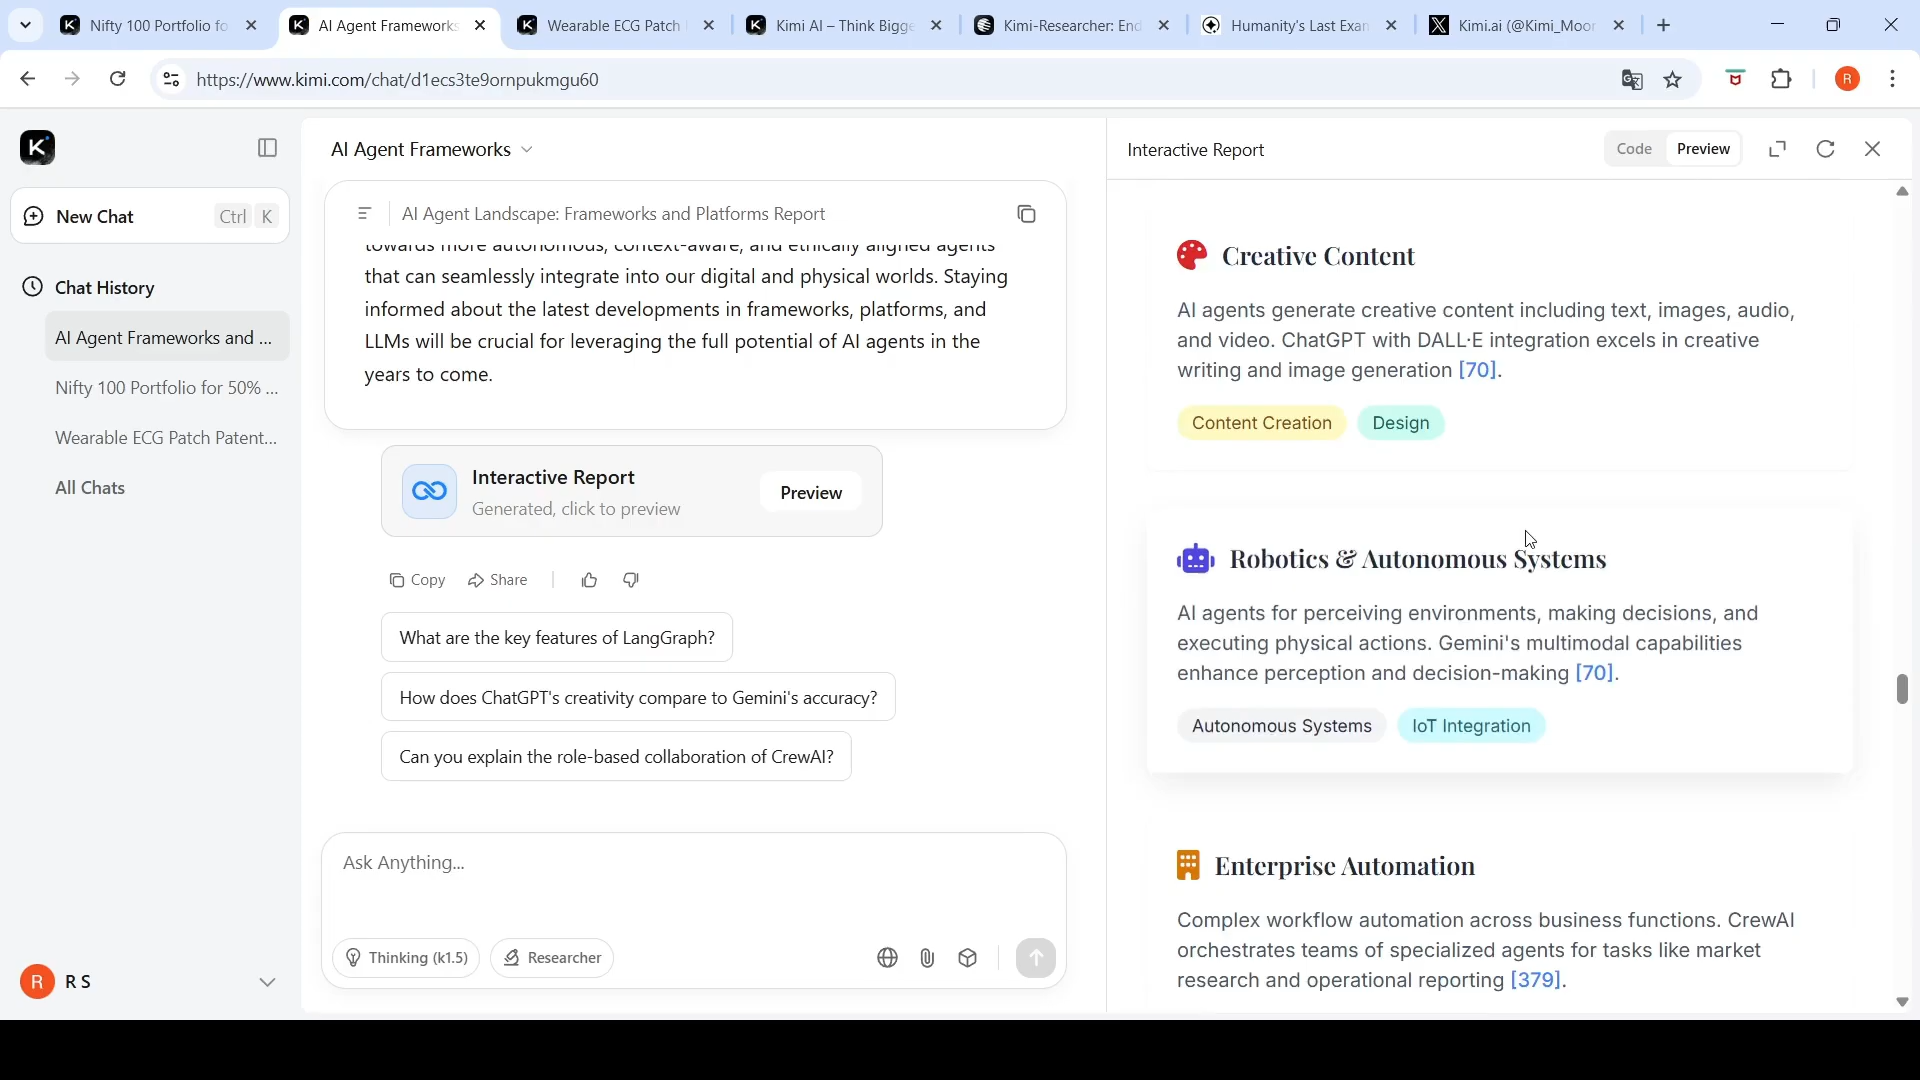 Nifty 100 Portfolio fo
AI Agent Frameworks
Wearable ECG Patch
Kimi AI – Think Bigge
Kimi-Researcher: End
Humanity's Last Exan
Kimi.ai (@Kimi_Moor
https://www.kimi.com/chat/d1ecs3te9ornpukmgu60
R
K
New Chat
Ctrl K
Chat History
AI Agent Frameworks and ...
Nifty 100 Portfolio for 50% ...
Wearable ECG Patch Patent...
All Chats
R
R S
AI Agent Frameworks
AI Agent Landscape: Frameworks and Platforms Report
towards more autonomous, context-aware, and ethically aligned agents
that can seamlessly integrate into our digital and physical worlds. Staying
informed about the latest developments in frameworks, platforms, and
LLMs will be crucial for leveraging the full potential of AI agents in the
years to come.
Interactive Report
Generated, click to preview
Preview
Copy
Share
What are the key features of LangGraph?
How does ChatGPT's creativity compare to Gemini's accuracy?
Can you explain the role-based collaboration of CrewAI?
Ask Anything...
Thinking (k1.5)
Researcher
Interactive Report
Code
Preview
Creative Content
AI agents generate creative content including text, images, audio,
and video. ChatGPT with DALL·E integration excels in creative
writing and image generation [70].
Content Creation
Design
Robotics & Autonomous Systems
AI agents for perceiving environments, making decisions, and
executing physical actions. Gemini's multimodal capabilities
enhance perception and decision-making [70].
Autonomous Systems
IoT Integration
Enterprise Automation
Complex workflow automation across business functions. CrewAI
orchestrates teams of specialized agents for tasks like market
research and operational reporting [379].